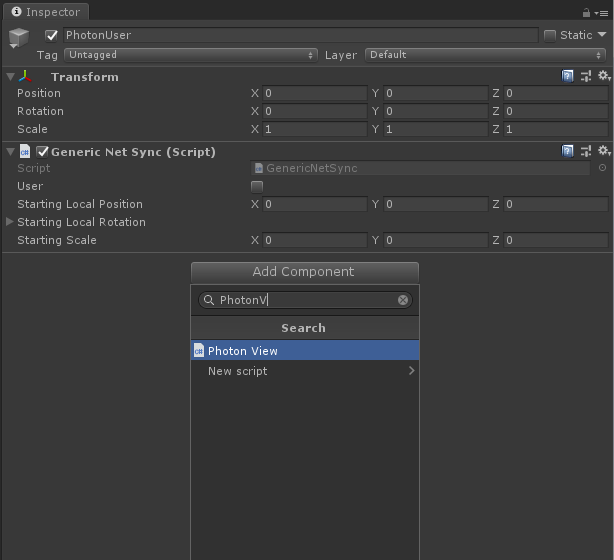 Inspector
PhotonUser Static
Tag Untagged Layer Default
Transform
Position X 0 Y 0 Z 0
Rotation X 0 Y 0 Z 0
Scale X 1 Y 1 Z 1
Generic Net Sync (Script)
Script GenericNetSync
User
Starting Local Position X 0 Y 0 Z 0
Starting Local Rotation
Starting Scale X 0 Y 0 Z 0
Add Component
PhotonV
Search
c# Photon View
New script